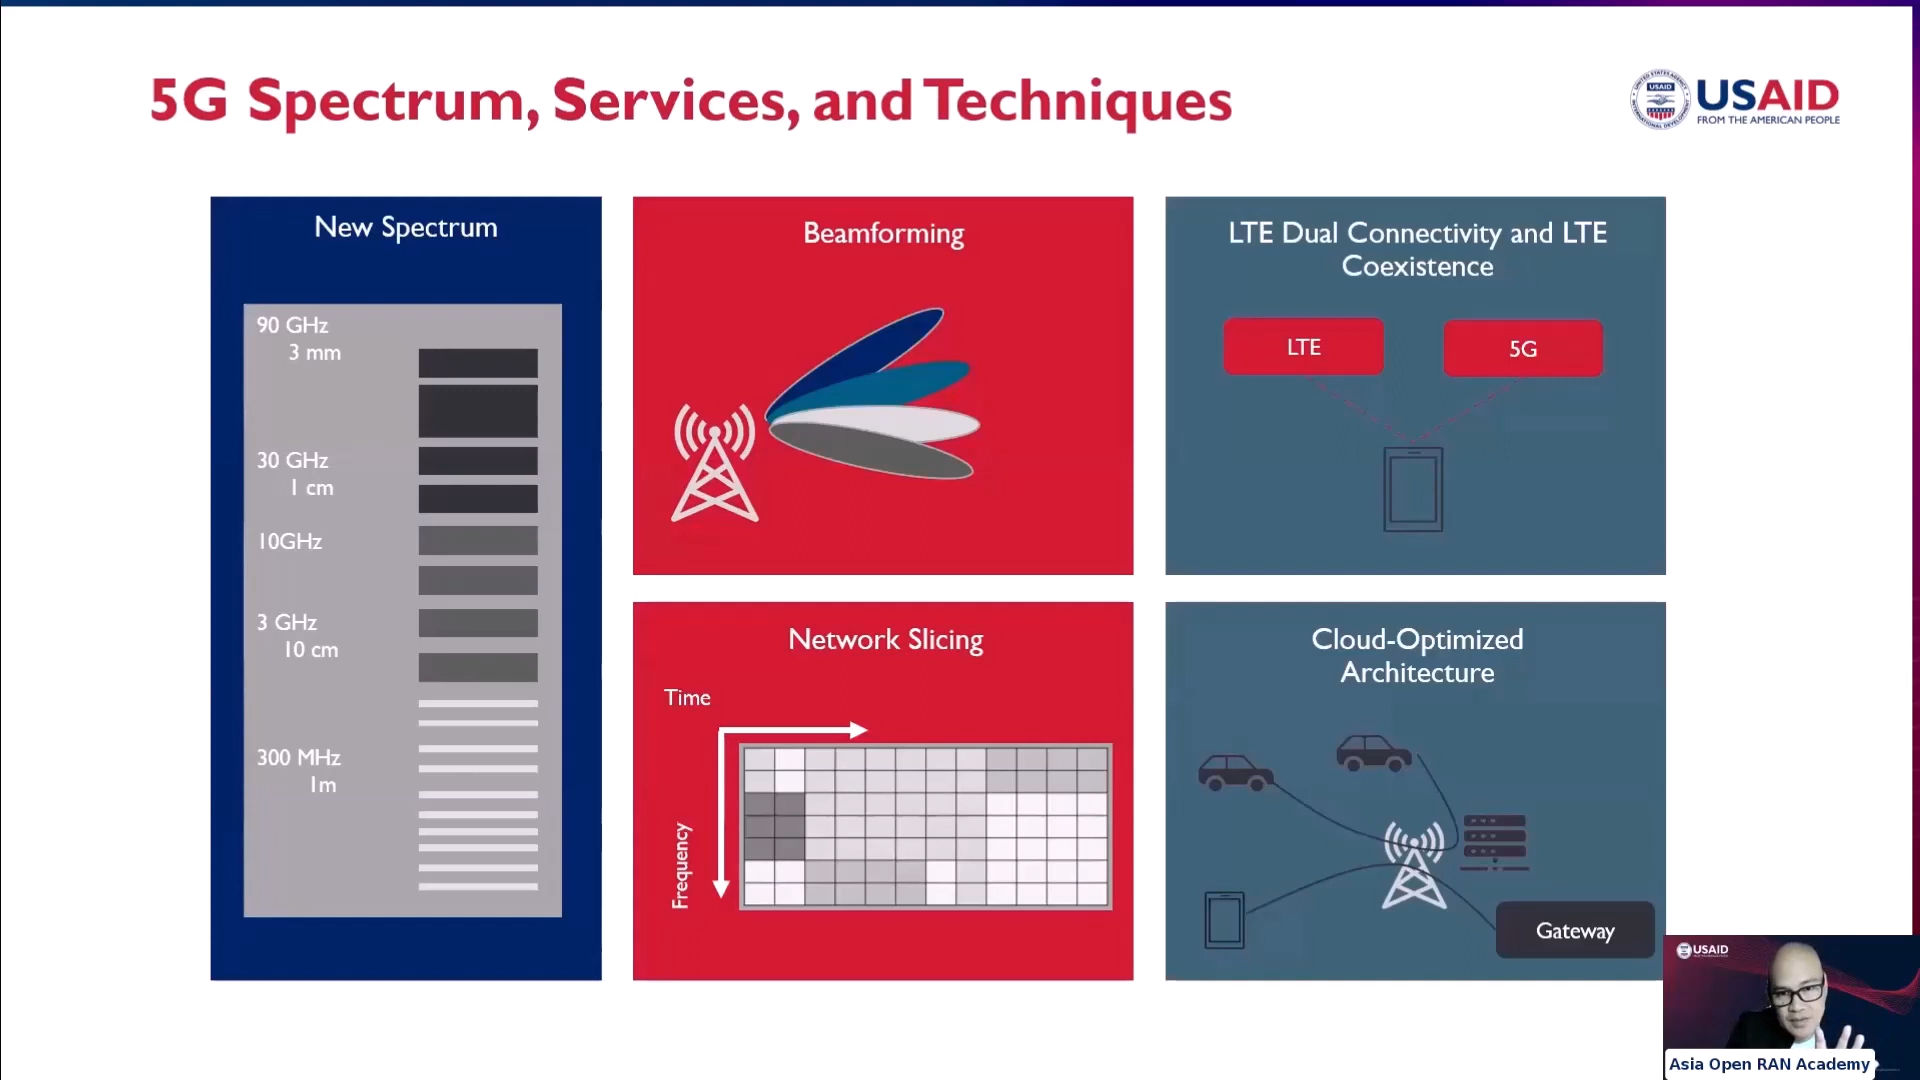 5G Spectrum, Services, and Techniques
USAID
FROM THE AMERICAN PEOPLE
New Spectrum
90 GHz
3 mm
30 GHz
1 cm
10GHz
3 GHz
10 cm
300 MHz
1m
Beamforming
LTE Dual Connectivity and LTE
Coexistence
LTE
5G
Network Slicing
Time
Frequency
Cloud-Optimized
Architecture
Gateway
USAID
Asia Open RAN Academy